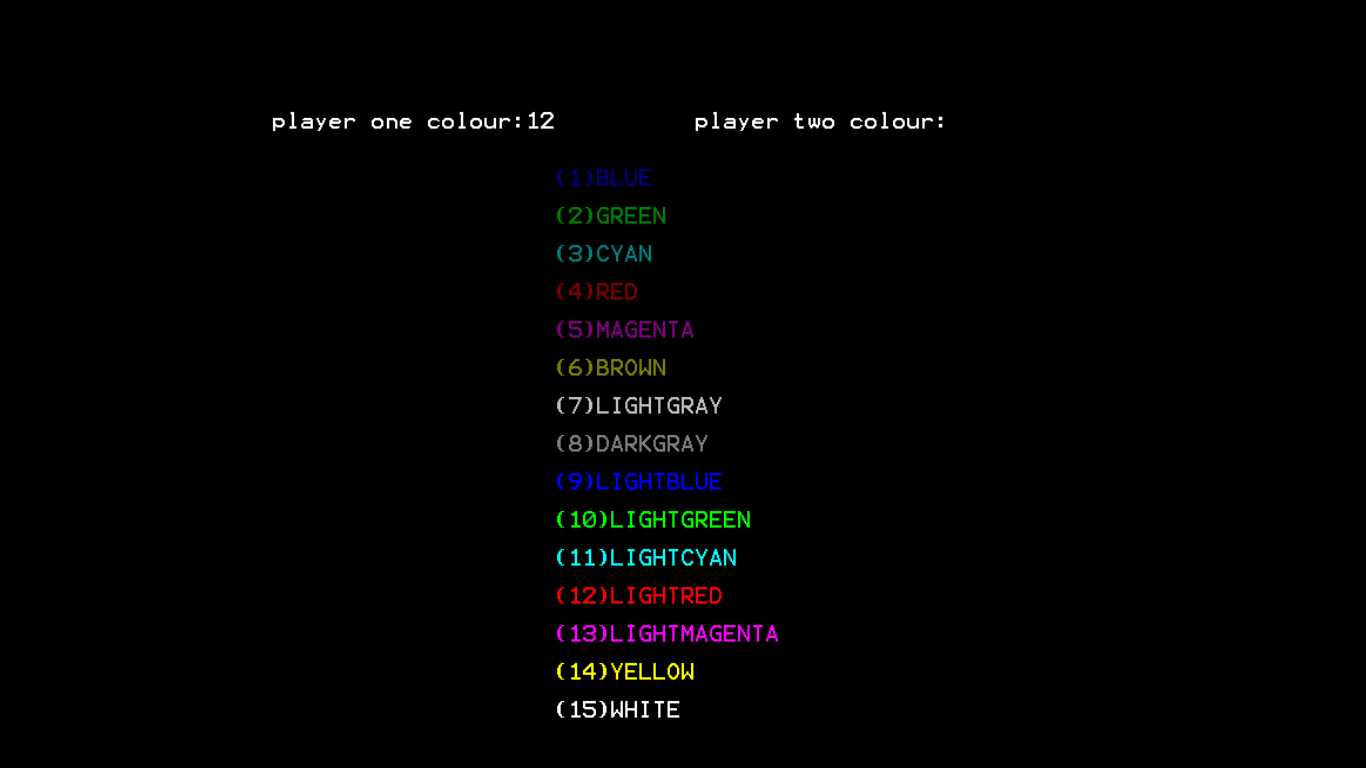 player one colour:12 player two colour:
(1)BLUE
(2)GREEN
(3)CYAN
(4)RED
(5)MAGENTA
(6)BROWN
(7)LIGHTGRAY
(8)DARKGRAY
(9)LIGHTBLUE
(10)LIGHTGREEN
(11)LIGHTCYAN
(12)LIGHTRED
(13)LIGHTMAGENTA
(14)YELLOW
(15)WHITE